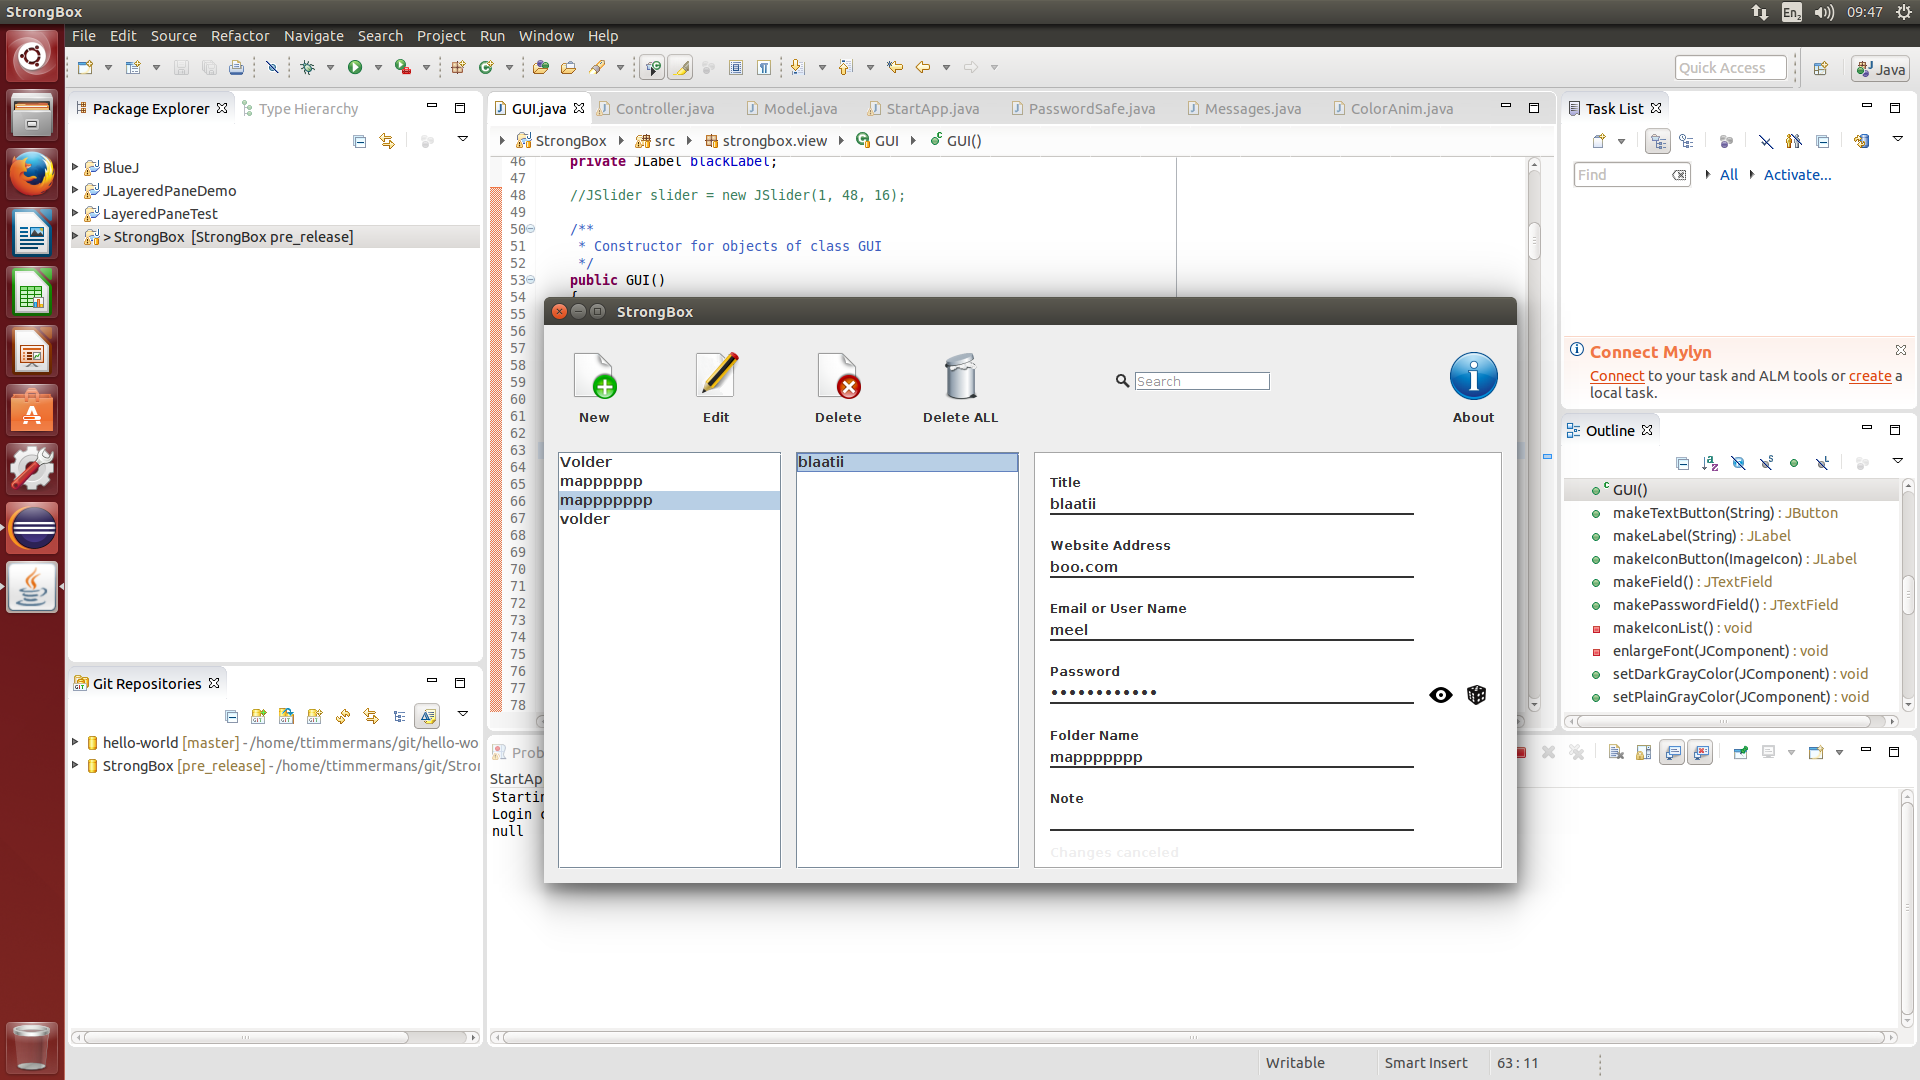 StrongBox
En2
09:47
File Edit Source Refactor Navigate Search Project Run Window Help
Quick Access
Java
Package Explorer
Type Hierarchy
BlueJ
JLayeredPaneDemo
LayeredPaneTest
> StrongBox [StrongBox pre_release]
GUI.java
Controller.java
Model.java
StartApp.java
PasswordSafe.java
Messages.java
ColorAnim.java
StrongBox
src
strongbox.view
GUI
GUI()
46 private JLabel blackLabel;
47
48 //JSlider slider = new JSlider(1, 48, 16);
49
50 /**
51 * Constructor for objects of class GUI
52 */
53 public GUI()
54 {
55
56
57
58
59
60
61
62
63
64
65
66
67
68
69
70
71
72
73
74
75
76
77
78
StrongBox
New
Edit
Delete
Delete ALL
Search
About
Volder
mapppppp
mappppppp
volder
blaatii
Title
blaatii
Website Address
boo.com
Email or User Name
meel
Password
••••••••••••
Folder Name
mappppppp
Note
Changes canceled
Task List
Find
All
Activate...
Connect Mylyn
Connect to your task and ALM tools or create a
local task.
Outline
GUI()
makeTextButton(String) : JButton
makeLabel(String) : JLabel
makeIconButton(ImageIcon) : JLabel
makeField() : JTextField
makePasswordField() : JTextField
makeIconList() : void
enlargeFont(JComponent) : void
setDarkGrayColor(JComponent) : void
setPlainGrayColor(JComponent) : void
Git Repositories
hello-world [master] - /home/ttimmermans/git/hello-wo
StrongBox [pre_release] - /home/ttimmermans/git/Stro
Prob
StartAp
Startin
Login
null
Writable
Smart Insert
63 : 11